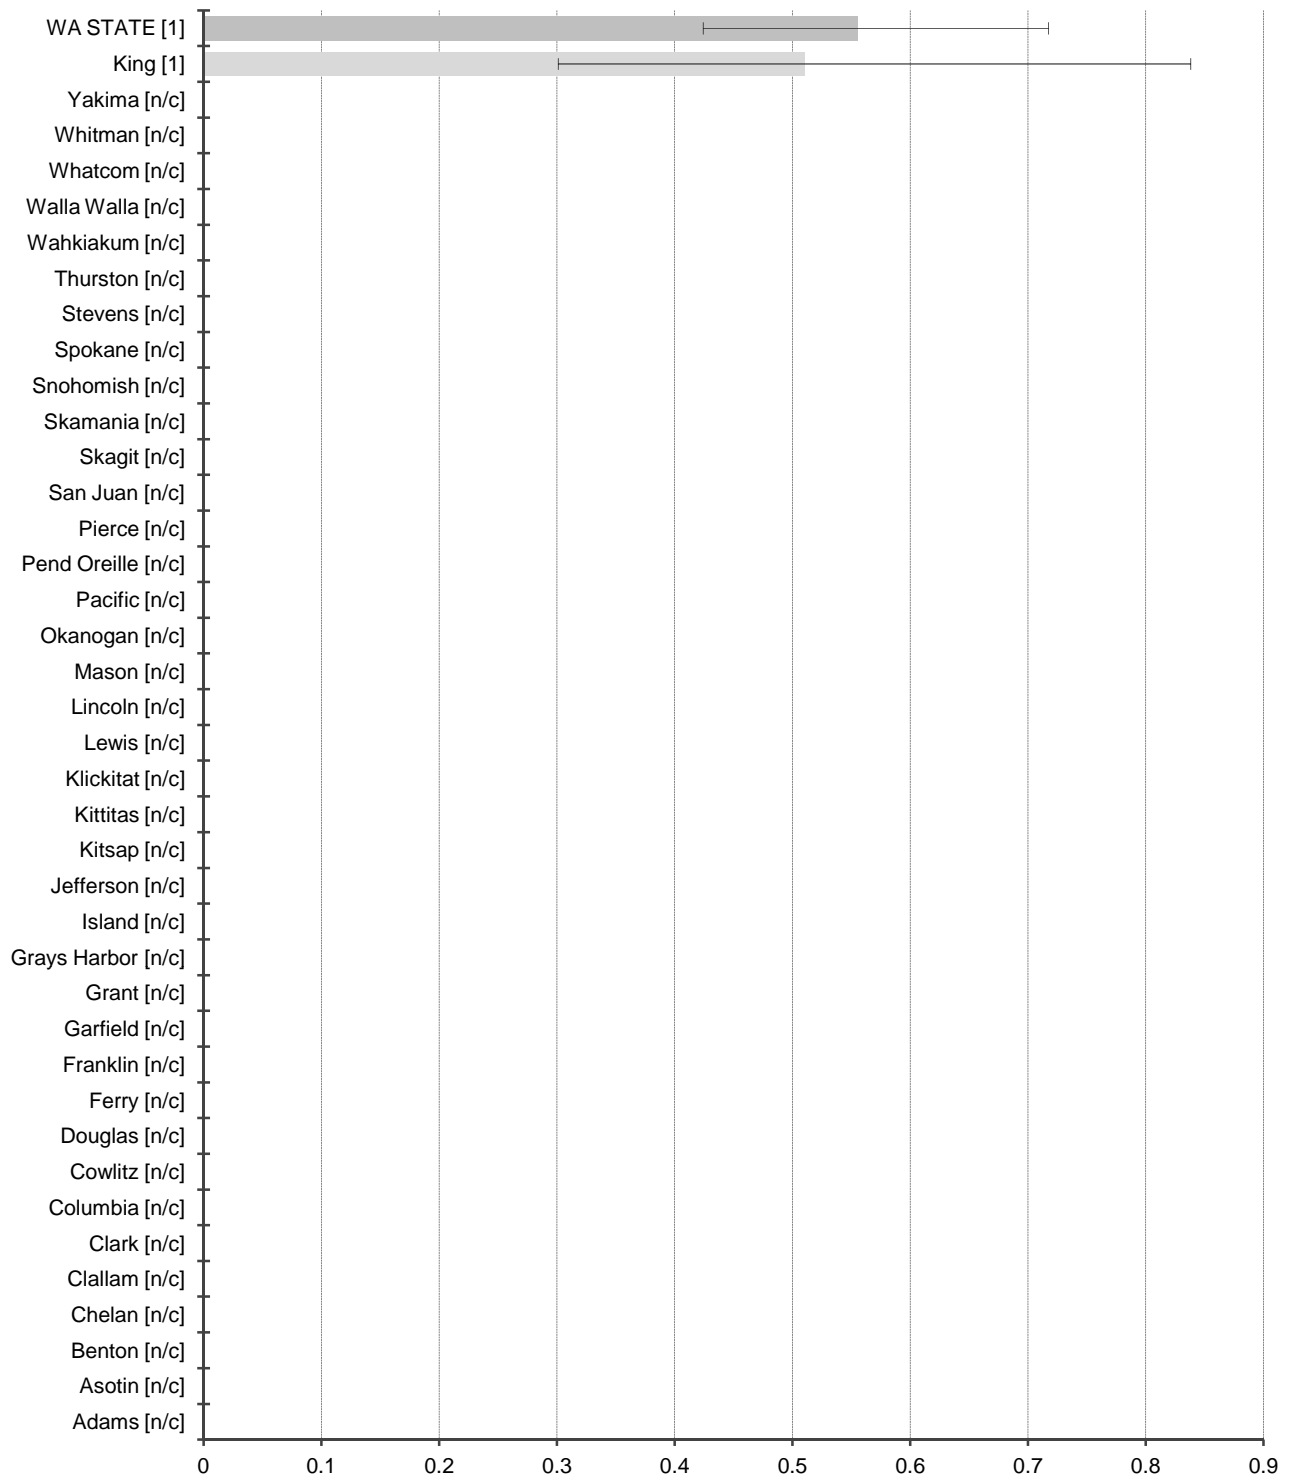 WA STATE [1]
King [1]
Yakima [n/c]
Whitman [n/c]
Whatcom [n/c]
Walla Walla [n/c]
Wahkiakum [n/c]
Thurston [n/c]
Stevens [n/c]
Spokane [n/c]
Snohomish [n/c]
Skamania [n/c]
Skagit [n/c]
San Juan [n/c]
Pierce [n/c]
Pend Oreille [n/c]
Pacific [n/c]
Okanogan [n/c]
Mason [n/c]
Lincoln [n/c]
Lewis [n/c]
Klickitat [n/c]
Kittitas [n/c]
Kitsap [n/c]
Jefferson [n/c]
Island [n/c]
Grays Harbor [n/c]
Grant [n/c]
Garfield [n/c]
Franklin [n/c]
Ferry [n/c]
Douglas [n/c]
Cowlitz [n/c]
Columbia [n/c]
Clark [n/c]
Clallam [n/c]
Chelan [n/c]
Benton [n/c]
Asotin [n/c]
Adams [n/c]
0 0.1 0.2 0.3 0.4 0.5 0.6 0.7 0.8 0.9